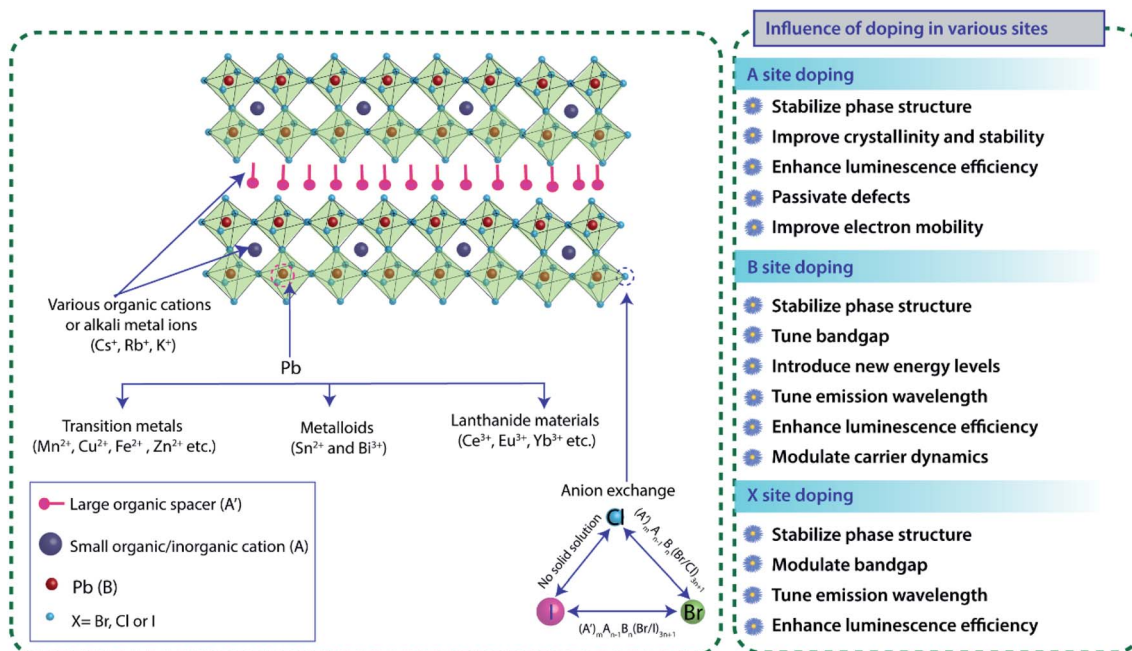 Various organic cations
or alkali metal ions
(Cs⁺, Rb⁺, K⁺)
Pb
Transition metals
(Mn²⁺, Cu²⁺, Fe²⁺ , Zn²⁺ etc.)
Metalloids
(Sn²⁺ and Bi³⁺)
Lanthanide materials
(Ce³⁺, Eu³⁺, Yb³⁺ etc.)
Large organic spacer (A')
Small organic/inorganic cation (A)
Pb (B)
X= Br, Cl or I
Anion exchange
Cl
No solid solution
(A')ₘAₙ₋₁Bₙ(Br/Cl)₃ₙ₊₁
I
Br
(A')ₘAₙ₋₁Bₙ(Br/I)₃ₙ₊₁
Influence of doping in various sites
A site doping
Stabilize phase structure
Improve crystallinity and stability
Enhance luminescence efficiency
Passivate defects
Improve electron mobility
B site doping
Stabilize phase structure
Tune bandgap
Introduce new energy levels
Tune emission wavelength
Enhance luminescence efficiency
Modulate carrier dynamics
X site doping
Stabilize phase structure
Modulate bandgap
Tune emission wavelength
Enhance luminescence efficiency